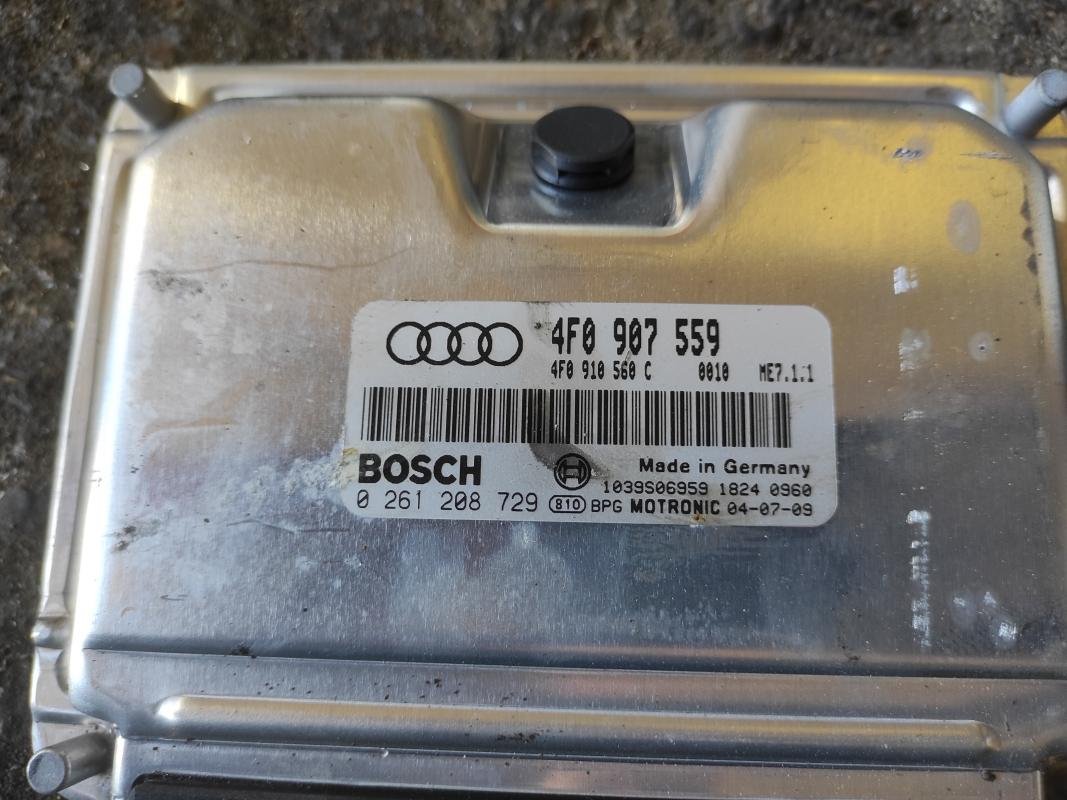 4F0 907 559
4F0 910 560 C 0010 ME7.1.1
BOSCH Made in Germany
1039S06959 1824 0960
0 261 208 729 810 BPG MOTRONIC 04-07-09